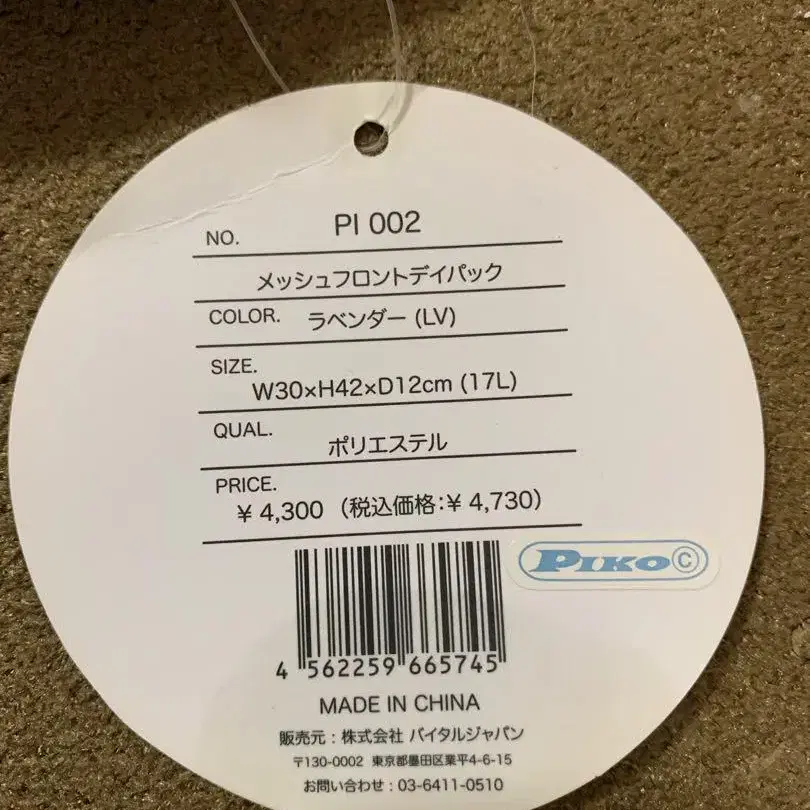 NO. PI 002
メッシュフロントデイパック
COLOR. ラベンダー (LV)
SIZE.
W30×H42×D12cm (17L)
QUAL.
ポリエステル
PRICE.
¥ 4,300 (税込価格:¥ 4,730)
PIKO©
4 562259 665745
MADE IN CHINA
販売元 : 株式会社 バイタルジャパン
〒130-0002 東京都墨田区業平4-6-15
お問い合わせ : 03-6411-0510